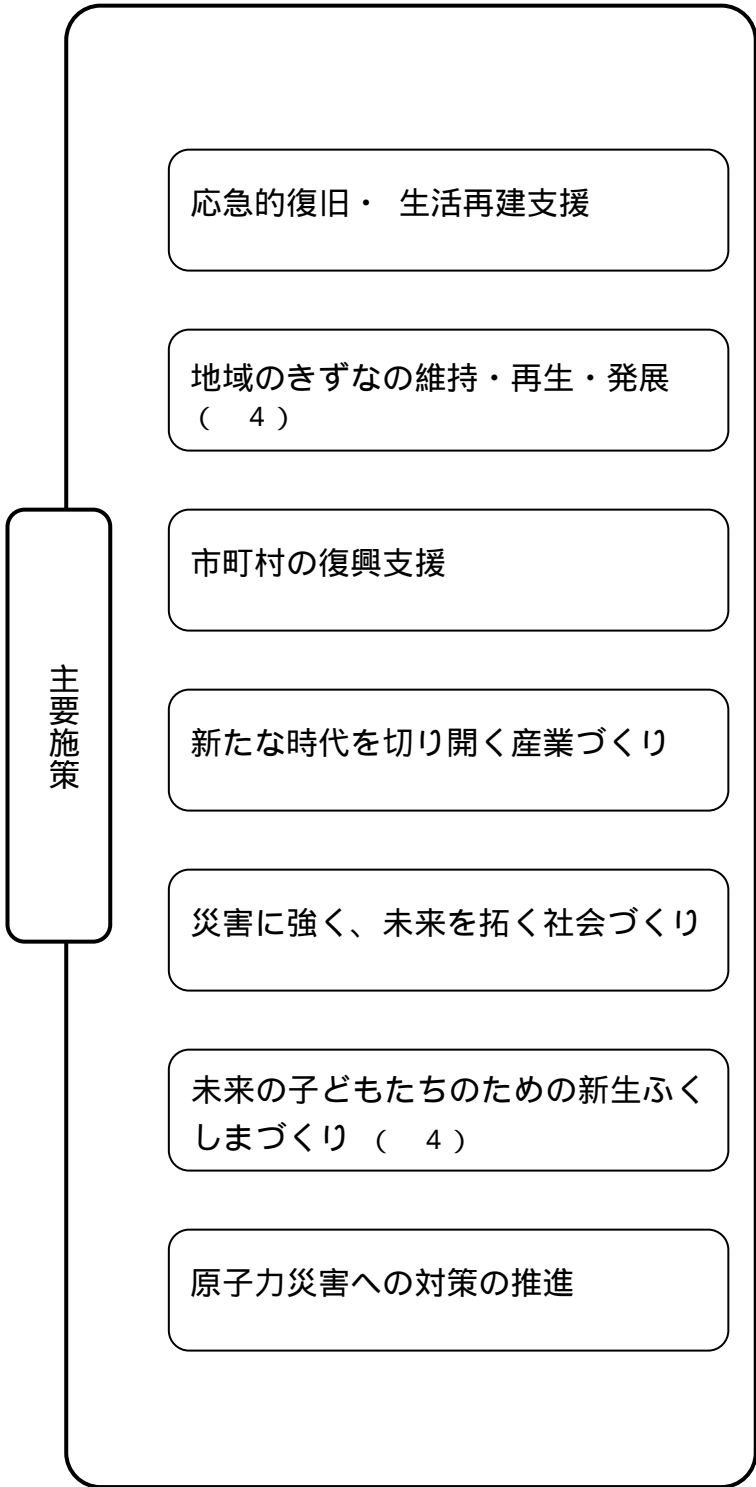 主要施策
応急的復旧・ 生活再建支援
地域のきずなの維持・再生・発展
( 4 )
市町村の復興支援
新たな時代を切り開く産業づくり
災害に強く、未来を拓く社会づくり
未来の子どもたちのための新生ふく
しまづくり ( 4 )
原子力災害への対策の推進